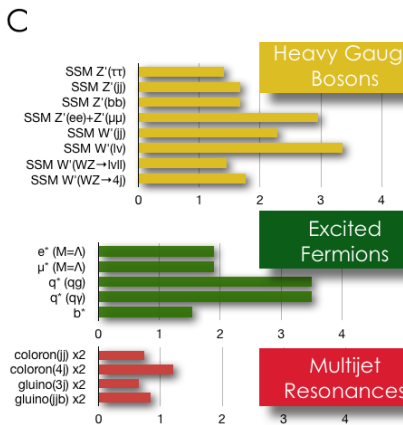 C
Heavy Gaug
Bosons
SSM Z'(ττ)
SSM Z'(jj)
SSM Z'(bb)
SSM Z'(ee)+Z'(μμ)
SSM W'(jj)
SSM W'(lv)
SSM W'(WZ→lvll)
SSM W'(WZ→4j)
0 1 2 3 4
Excited
Fermions
e* (M=Λ)
μ* (M=Λ)
q* (qg)
q* (qγ)
b*
0 1 2 3 4
Multijet
Resonances
coloron(jj) x2
coloron(4j) x2
gluino(3j) x2
gluino(jjb) x2
0 1 2 3 4